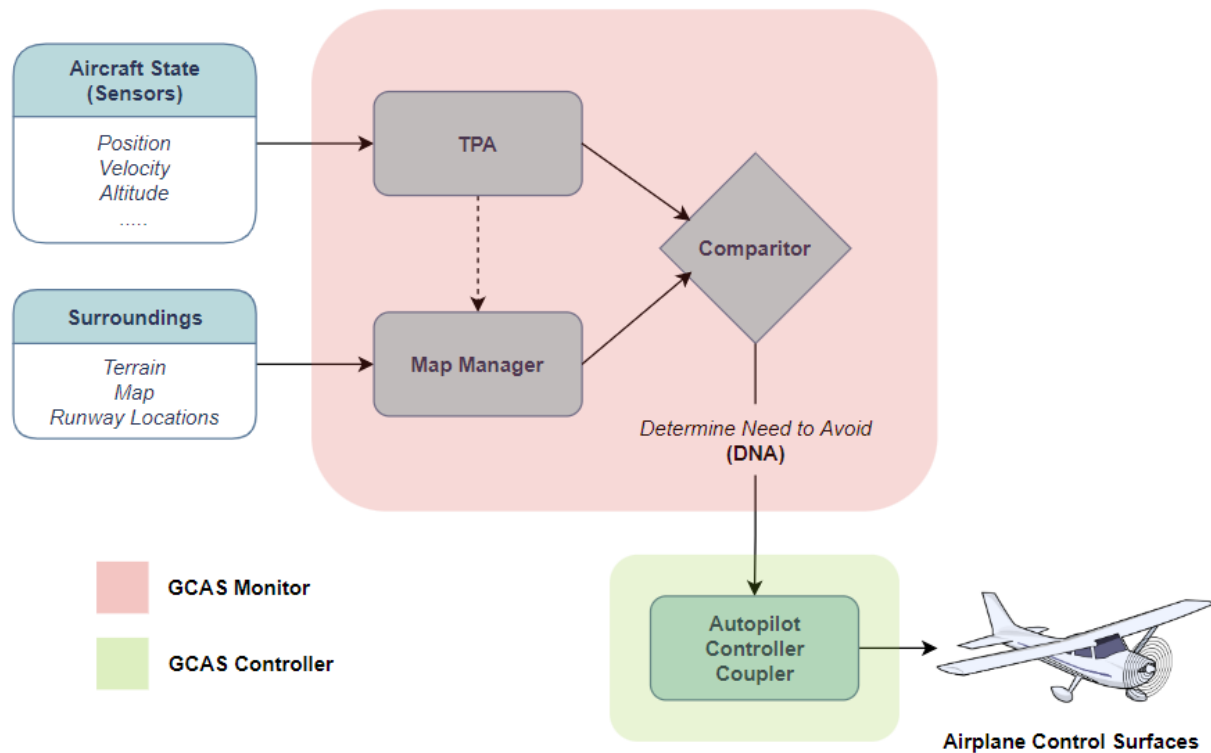 Aircraft State
(Sensors)
Position
Velocity
Altitude
.....
TPA
Comparitor
Surroundings
Terrain
Map
Runway Locations
Map Manager
Determine Need to Avoid
(DNA)
GCAS Monitor
GCAS Controller
Autopilot
Controller
Coupler
Airplane Control Surfaces